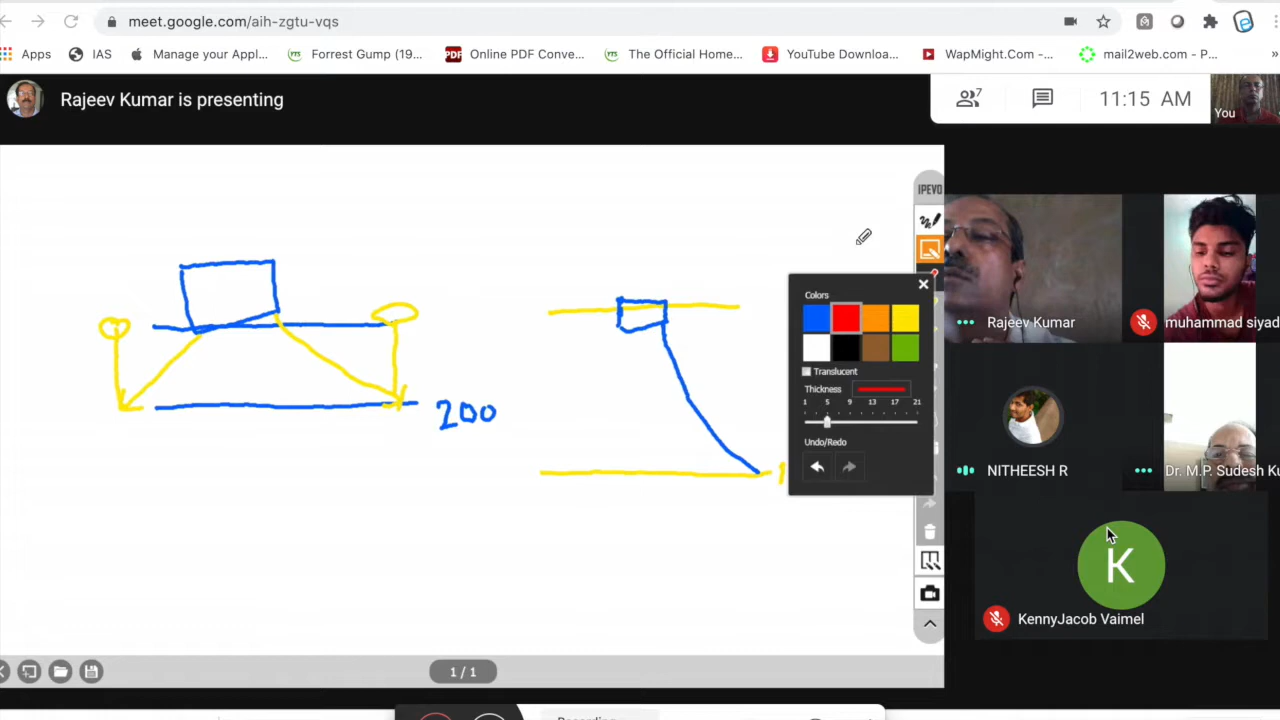 meet.google.com/aih-zgtu-vqs
Apps IAS Manage your Appl... Forrest Gump (19... PDF Online PDF Conve... The Official Home... YouTube Downloa... WapMight.Com -... mail2web.com - P... »
Rajeev Kumar is presenting
7
11:15 AM
You
IPEVO
Colors
Translucent
Thickness
1 5 9 13 17 21
Undo/Redo
200
Rajeev Kumar
muhammad siyad
NITHEESH R
Dr. M.P. Sudesh Ku
K
KennyJacob Vaimel
1 / 1